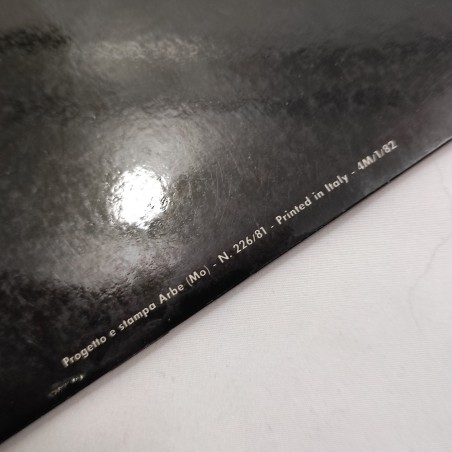 Progetto e stampa Arbe (Mo) - N. 226/81 - Printed in Italy - 4M/1/82